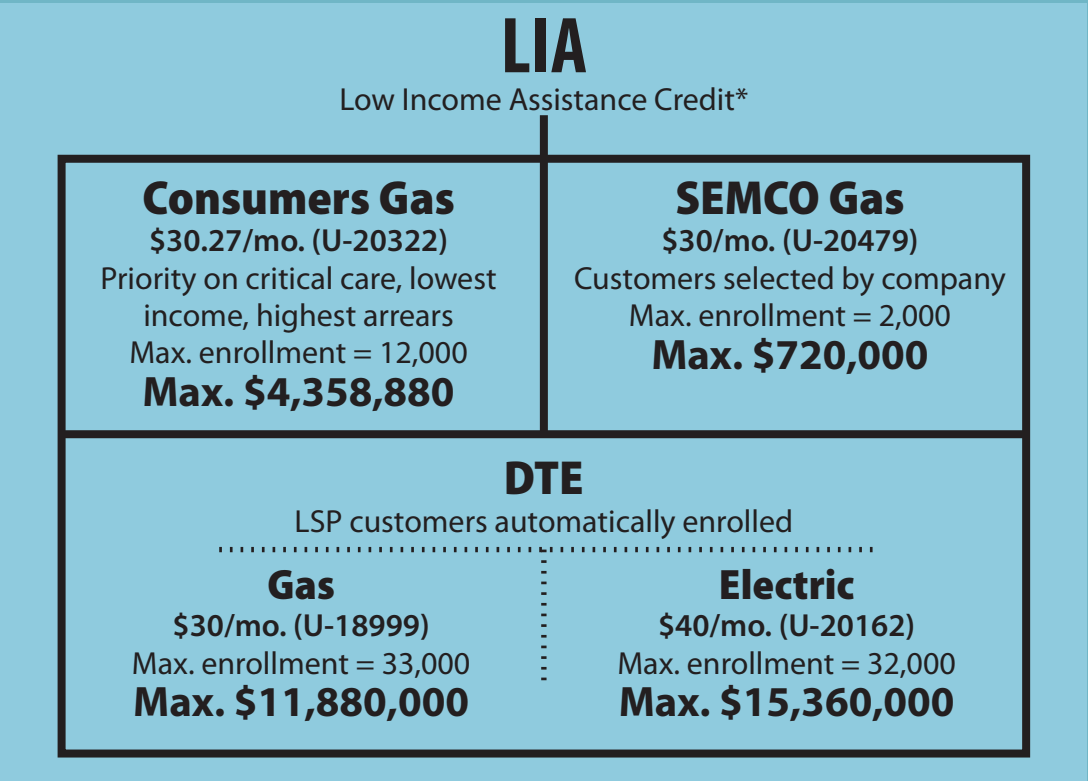 LIA
Low Income Assistance Credit*
Consumers Gas
$30.27/mo. (U-20322)
Priority on critical care, lowest
income, highest arrears
Max. enrollment = 12,000
Max. $4,358,880
SEMCO Gas
$30/mo. (U-20479)
Customers selected by company
Max. enrollment = 2,000
Max. $720,000
DTE
LSP customers automatically enrolled
Gas
$30/mo. (U-18999)
Max. enrollment = 33,000
Max. $11,880,000
Electric
$40/mo. (U-20162)
Max. enrollment = 32,000
Max. $15,360,000